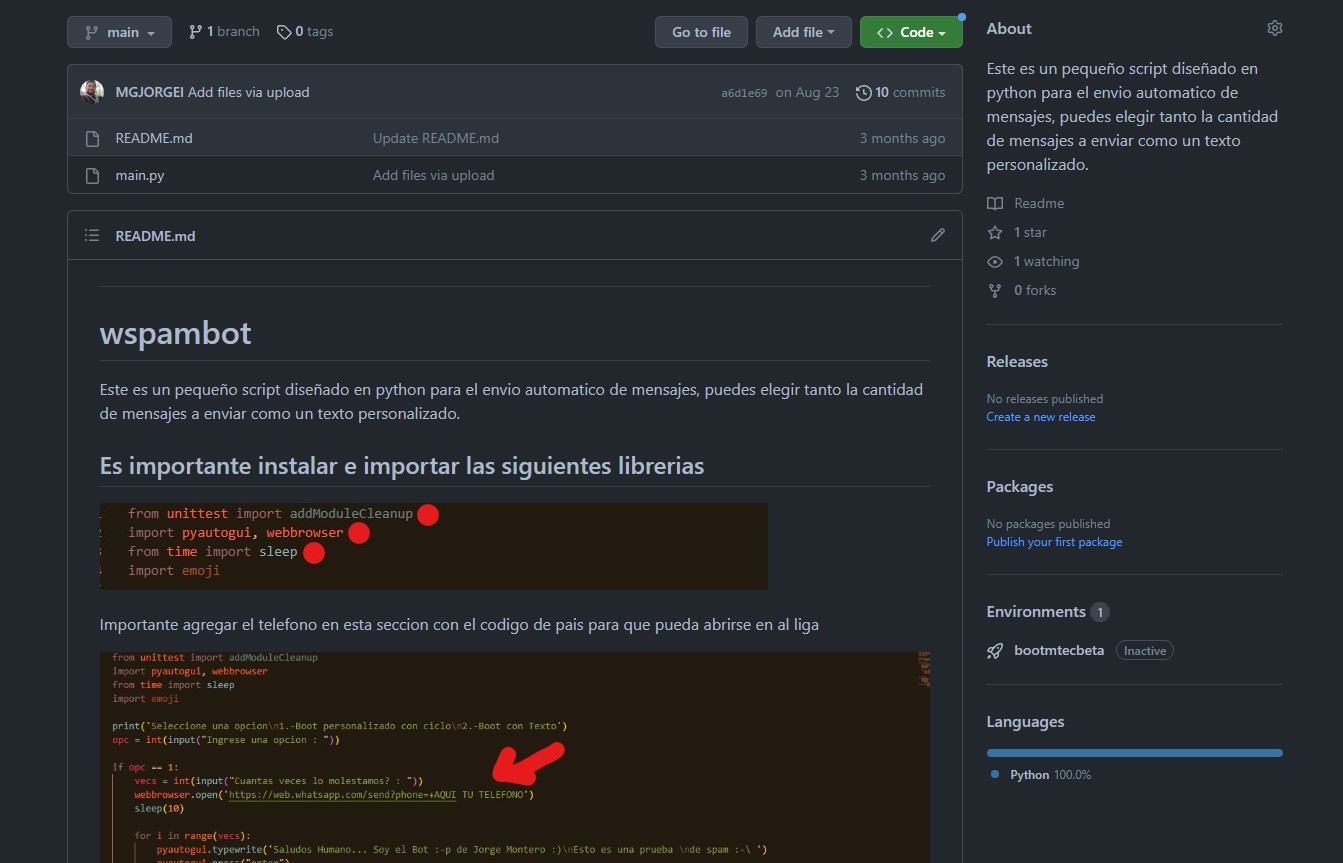 main
1 branch
0 tags
Go to file
Add file
<> Code
MGJORGEI Add files via upload
a6d1e69 on Aug 23
10 commits
README.md Update README.md 3 months ago
main.py Add files via upload 3 months ago
README.md
wspambot
Este es un pequeño script diseñado en python para el envio automatico de mensajes, puedes elegir tanto la cantidad
de mensajes a enviar como un texto personalizado.
Es importante instalar e importar las siguientes librerias
from unittest import addModuleCleanup
import pyautogui, webbrowser
from time import sleep
import emoji
Importante agregar el telefono en esta seccion con el codigo de pais para que pueda abrirse en al liga
from unittest import addModuleCleanup
import pyautogui, webbrowser
from time import sleep
import emoji
print('Seleccione una opcion\n1.-Boot personalizado con ciclo\n2.-Boot con Texto')
opc = int(input("Ingrese una opcion : "))
if opc == 1:
vecs = int(input("Cuantas veces lo molestamos? : "))
webbrowser.open('https://web.whatsapp.com/send?phone=+AQUI TU TELEFONO')
sleep(10)
for i in range(vecs):
pyautogui.typewrite('Saludos Humano... Soy el Bot :-p de Jorge Montero :)\nEsto es una prueba \nde spam :-\ ')
pyautogui.press("enter")
About
Este es un pequeño script diseñado en
python para el envio automatico de
mensajes, puedes elegir tanto la cantidad
de mensajes a enviar como un texto
personalizado.
Readme
1 star
1 watching
0 forks
Releases
No releases published
Create a new release
Packages
No packages published
Publish your first package
Environments 1
bootmtecbeta Inactive
Languages
Python 100.0%